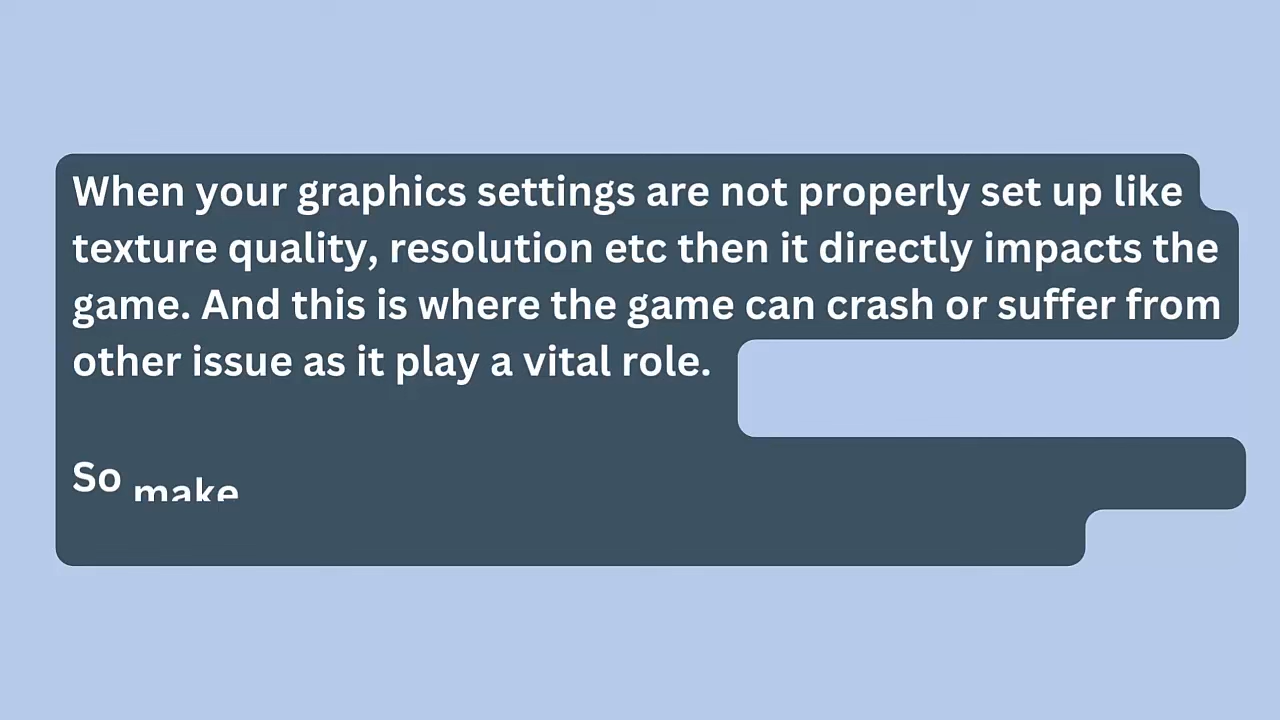 When your graphics settings are not properly set up like
texture quality, resolution etc then it directly impacts the
game. And this is where the game can crash or suffer from
other issue as it play a vital role.
So make